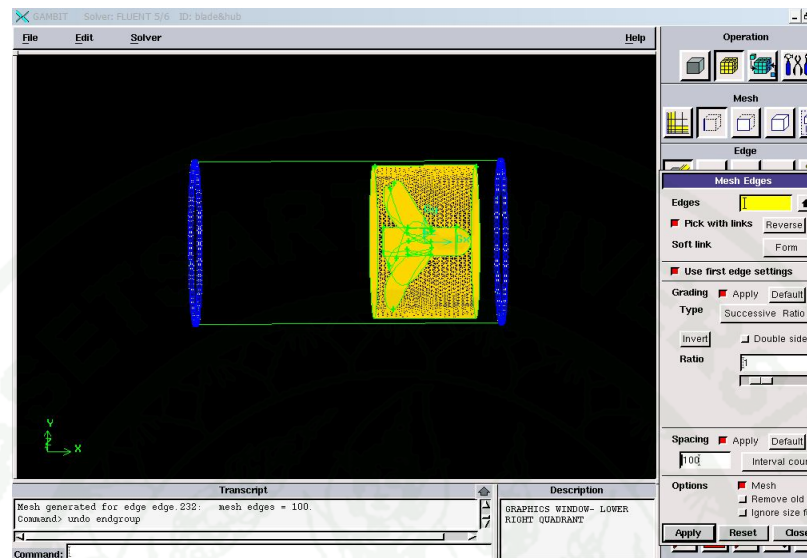 GAMBIT Solver: FLUENT 5/6 ID: blade&hub
File Edit Solver Help
Operation
Mesh
Edge
Mesh Edges
Edges
Pick with links Reverse
Soft link Form
Use first edge settings
Grading Apply Default
Type Successive Ratio
Invert Double side
Ratio 1
Spacing Apply Default
100 Interval coun
Options Mesh
Remove old
Ignore size f
Apply Reset Clos
Y
Z X
Transcript
Mesh generated for edge edge.232: mesh edges = 100.
Command> undo endgroup
Command:
Description
GRAPHICS WINDOW- LOWER
RIGHT QUADRANT